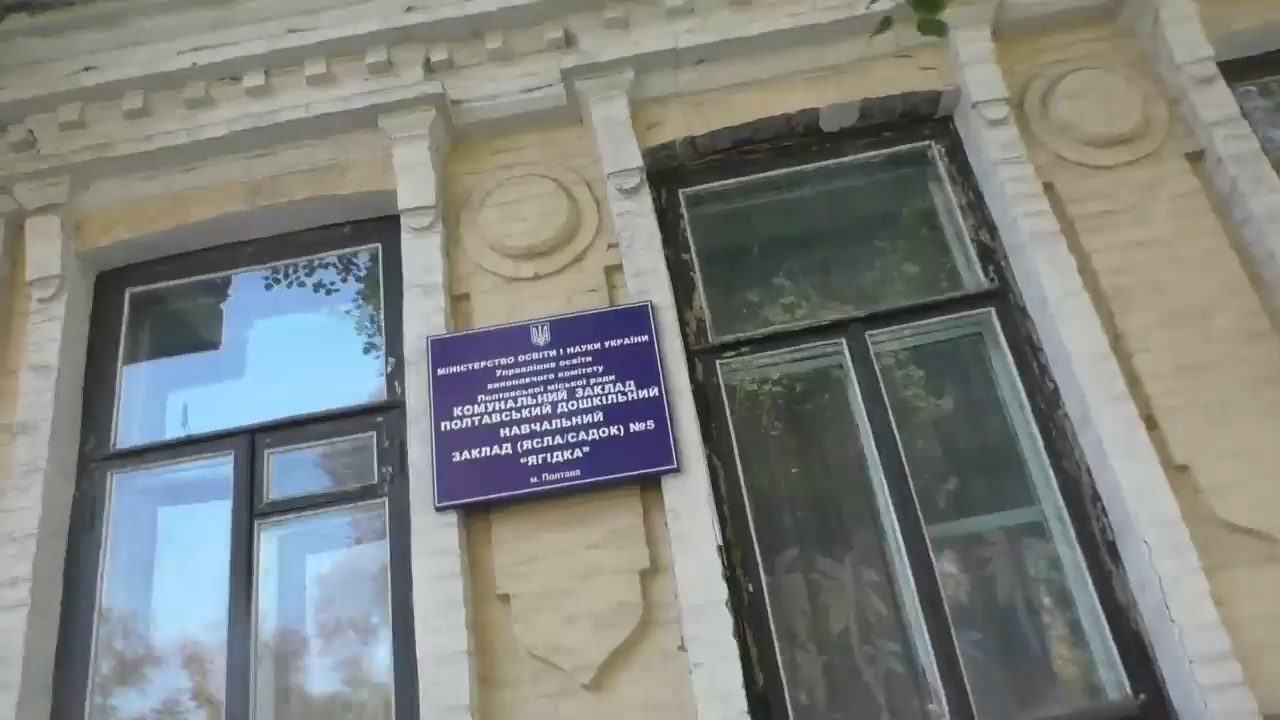 МІНІСТЕРСТВО ОСВІТИ І НАУКИ УКРАЇНИ
Управління освіти
виконавчого комітету
Полтавської міської ради
КОМУНАЛЬНИЙ ЗАКЛАД
ПОЛТАВСЬКИЙ ДОШКІЛЬНИЙ
НАВЧАЛЬНИЙ
ЗАКЛАД (ЯСЛА/САДОК) №5
“ЯГІДКА”
м. Полтава